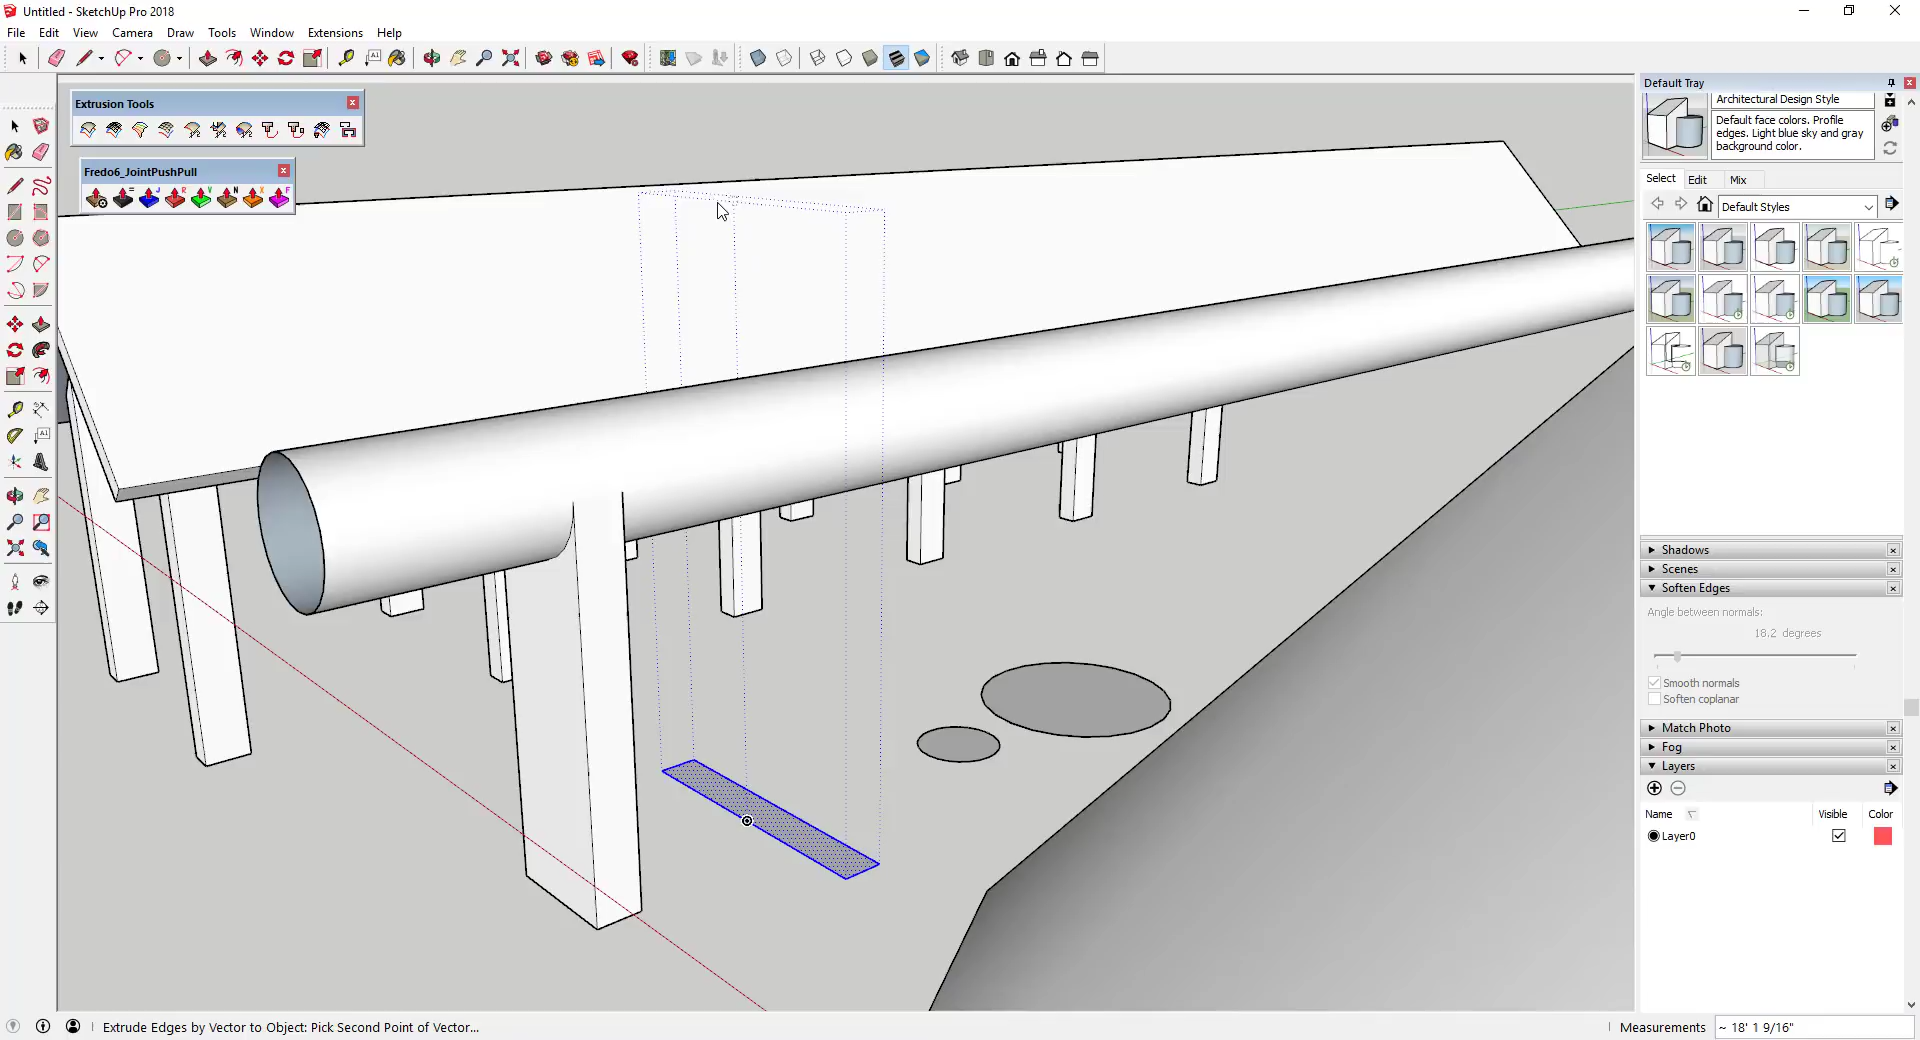 Untitled - SketchUp Pro 2018
File Edit View Camera Draw Tools Window Extensions Help
Default Tray
Extrusion Tools
Architectural Design Style
Default face colors. Profile
edges. Light blue sky and gray
background color.
Fredo6_JointPushPull
Select Edit Mix
Default Styles
Shadows
Scenes
Soften Edges
Angle between normals:
18.2 degrees
Smooth normals
Soften coplanar
Match Photo
Fog
Layers
Name Visible Color
Layer0
Extrude Edges by Vector to Object: Pick Second Point of Vector...
Measurements ~ 18' 1 9/16"